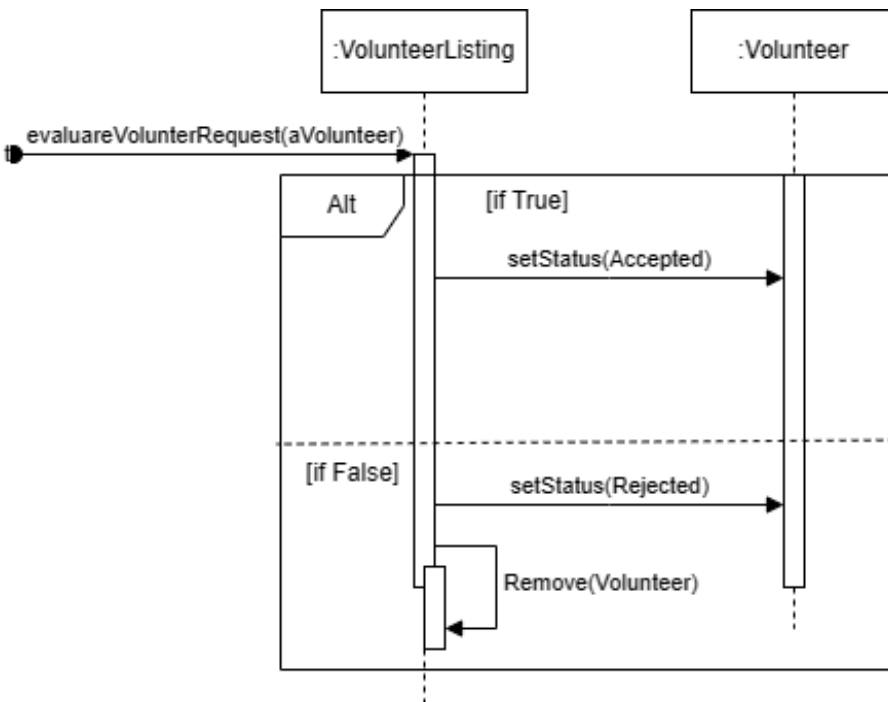 :VolunteerListing
:Volunteer
evaluareVolunterRequest(aVolunteer)
t
Alt
[if True]
setStatus(Accepted)
[if False]
setStatus(Rejected)
Remove(Volunteer)